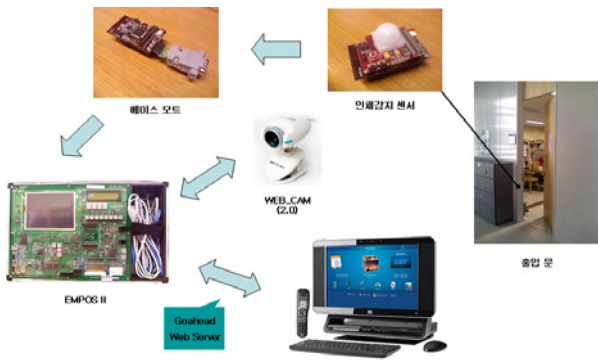 베이스 모트
인체감지 센서
WEB_CAM
(2.0)
출입 문
EMPOS II
Goahead
Web Server